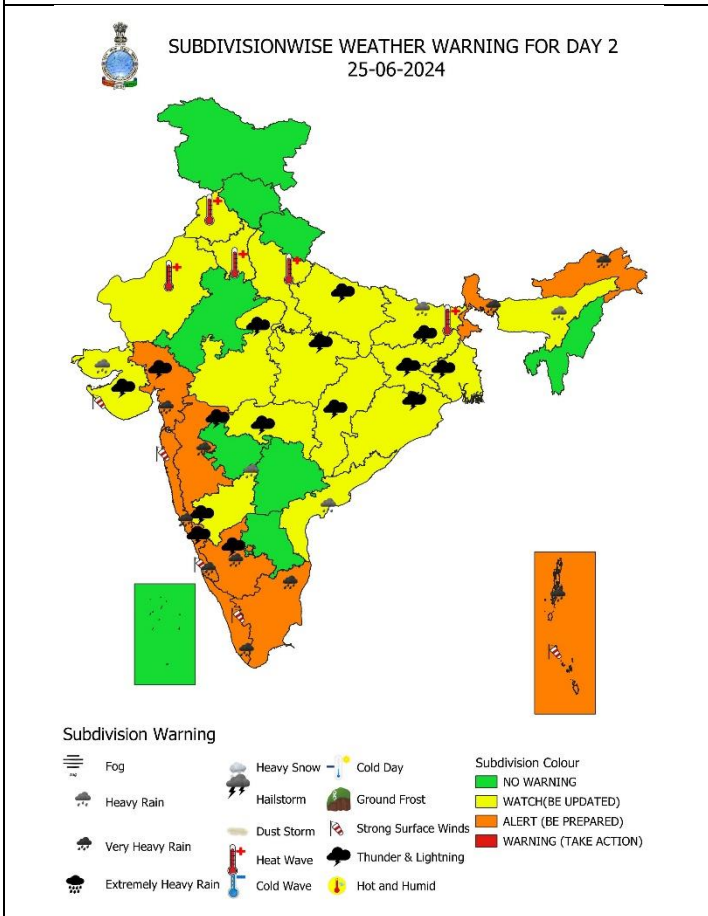 SUBDIVISIONWISE WEATHER WARNING FOR DAY 2
25-06-2024
Subdivision Warning
Fog
Heavy Rain
Very Heavy Rain
Extremely Heavy Rain
Heavy Snow
Hailstorm
Dust Storm
Heat Wave
Cold Wave
Cold Day
Ground Frost
Strong Surface Winds
Thunder & Lightning
Hot and Humid
Subdivision Colour
NO WARNING
WATCH(BE UPDATED)
ALERT (BE PREPARED)
WARNING (TAKE ACTION)